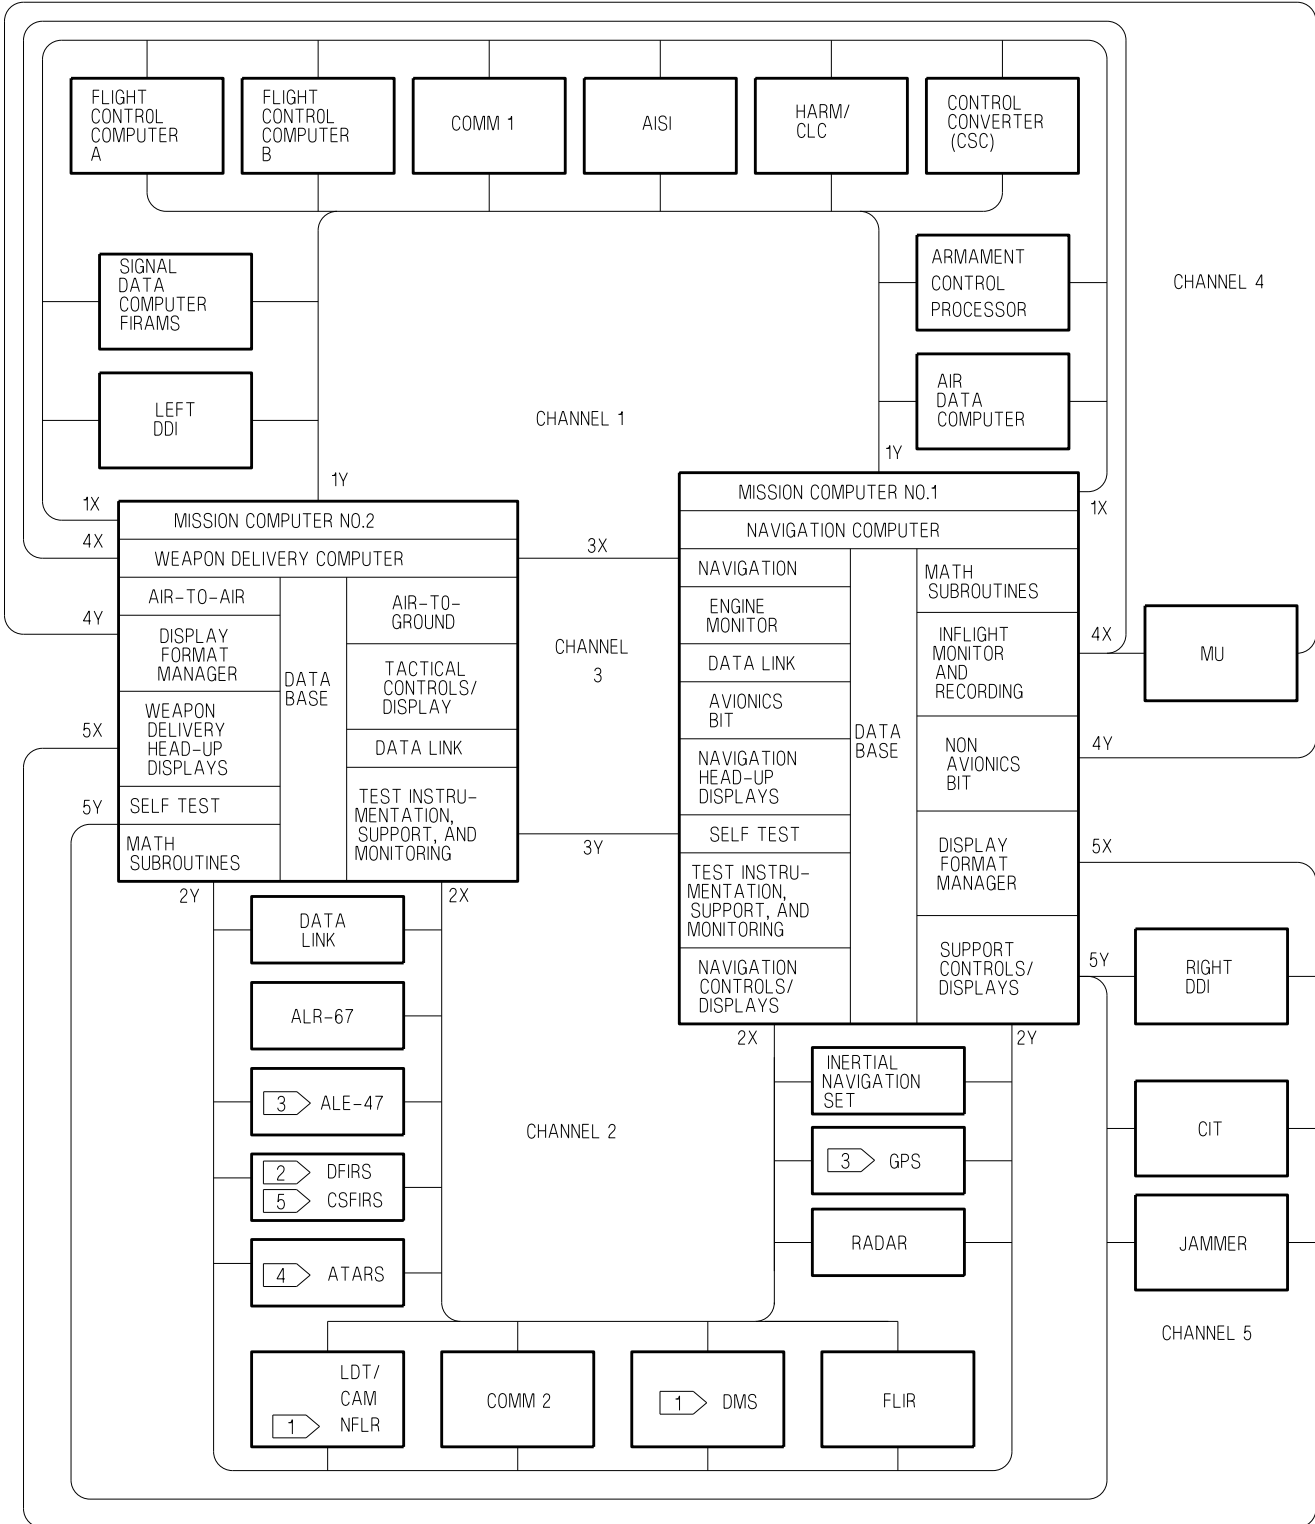 FLIGHT
CONTROL
COMPUTER
A
FLIGHT
CONTROL
COMPUTER
B
COMM 1
AISI
HARM/
CLC
CONTROL
CONVERTER
(CSC)
SIGNAL
DATA
COMPUTER
FIRAMS
ARMAMENT
CONTROL
PROCESSOR
CHANNEL 4
LEFT
DDI
CHANNEL 1
AIR
DATA
COMPUTER
1Y
1Y
1X
1X
4X
4Y
5X
5Y
MISSION COMPUTER NO.2
WEAPON DELIVERY COMPUTER
AIR-TO-AIR
DISPLAY
FORMAT
MANAGER
WEAPON
DELIVERY
HEAD-UP
DISPLAYS
SELF TEST
MATH
SUBROUTINES
DATA
BASE
AIR-TO-
GROUND
TACTICAL
CONTROLS/
DISPLAY
DATA LINK
TEST INSTRU-
MENTATION,
SUPPORT, AND
MONITORING
3X
CHANNEL
3
3Y
MISSION COMPUTER NO.1
NAVIGATION COMPUTER
NAVIGATION
ENGINE
MONITOR
DATA LINK
AVIONICS
BIT
NAVIGATION
HEAD-UP
DISPLAYS
SELF TEST
TEST INSTRU-
MENTATION,
SUPPORT, AND
MONITORING
NAVIGATION
CONTROLS/
DISPLAYS
DATA
BASE
MATH
SUBROUTINES
INFLIGHT
MONITOR
AND
RECORDING
NON
AVIONICS
BIT
DISPLAY
FORMAT
MANAGER
SUPPORT
CONTROLS/
DISPLAYS
4X
MU
4Y
5X
5Y
RIGHT
DDI
CIT
JAMMER
CHANNEL 5
2Y
2X
DATA
LINK
ALR-67
3 ALE-47
2 DFIRS
5 CSFIRS
4 ATARS
CHANNEL 2
2X
2Y
INERTIAL
NAVIGATION
SET
3 GPS
RADAR
LDT/
CAM
1 NFLR
COMM 2
1 DMS
FLIR